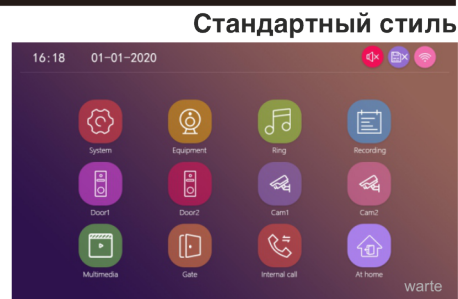 Стандартный стиль
16:18 01-01-2020
System Equipment Ring Recording
Door1 Door2 Cam1 Cam2
Multimedia Gate Internal call At home
warte